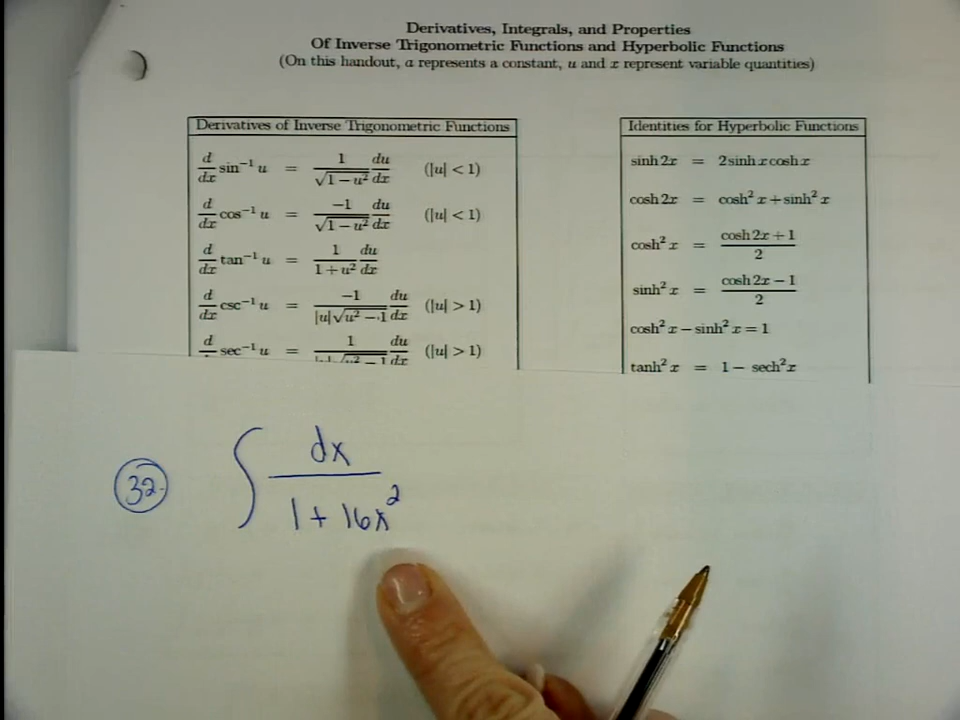 Derivatives, Integrals, and Properties
Of Inverse Trigonometric Functions and Hyperbolic Functions
(On this handout, a represents a constant, u and x represent variable quantities)
Derivatives of Inverse Trigonometric Functions
d/dx sin⁻¹ u = 1/√(1 − u²) du/dx (|u| < 1)
d/dx cos⁻¹ u = −1/√(1 − u²) du/dx (|u| < 1)
d/dx tan⁻¹ u = 1/(1 + u²) du/dx
d/dx csc⁻¹ u = −1/(|u|√(u² − 1)) du/dx (|u| > 1)
d/ sec⁻¹ u = 1/(|u|√(u² − 1)) du/dx (|u| > 1)
Identities for Hyperbolic Functions
sinh 2x = 2 sinh x cosh x
cosh 2x = cosh² x + sinh² x
cosh² x = (cosh 2x + 1)/2
sinh² x = (cosh 2x − 1)/2
cosh² x − sinh² x = 1
tanh² x = 1 − sech² x
32. ∫ dx/(1 + 16x²)